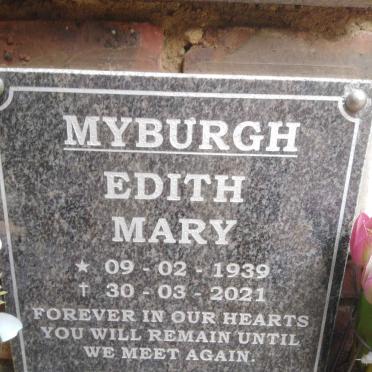 MYBURGH
EDITH
MARY
★ 09 - 02 - 1939
† 30 - 03 - 2021
FOREVER IN OUR HEARTS
YOU WILL REMAIN UNTIL
WE MEET AGAIN.